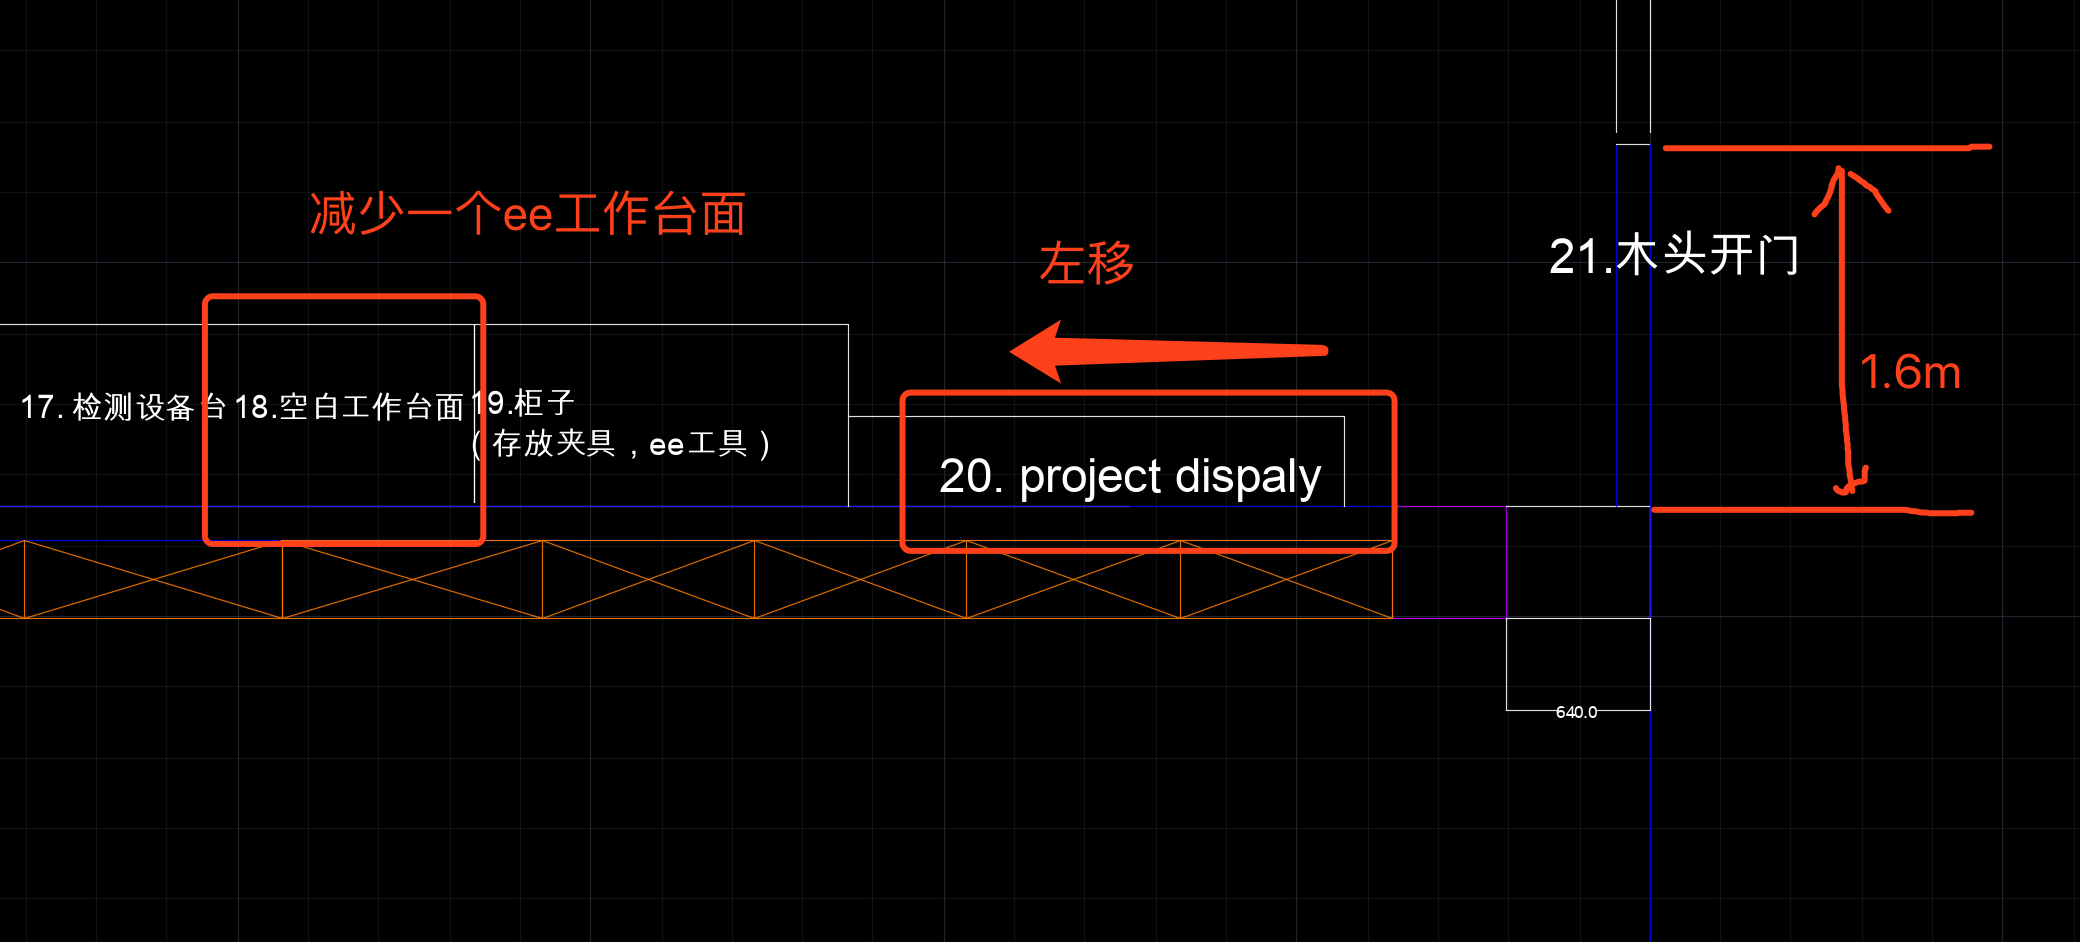 减少一个ee工作台面
左移
21.木头开门
1.6m
17. 检测设备台
18.空白工作台面
19.柜子
（存放夹具，ee工具）
20. project dispaly
640.0